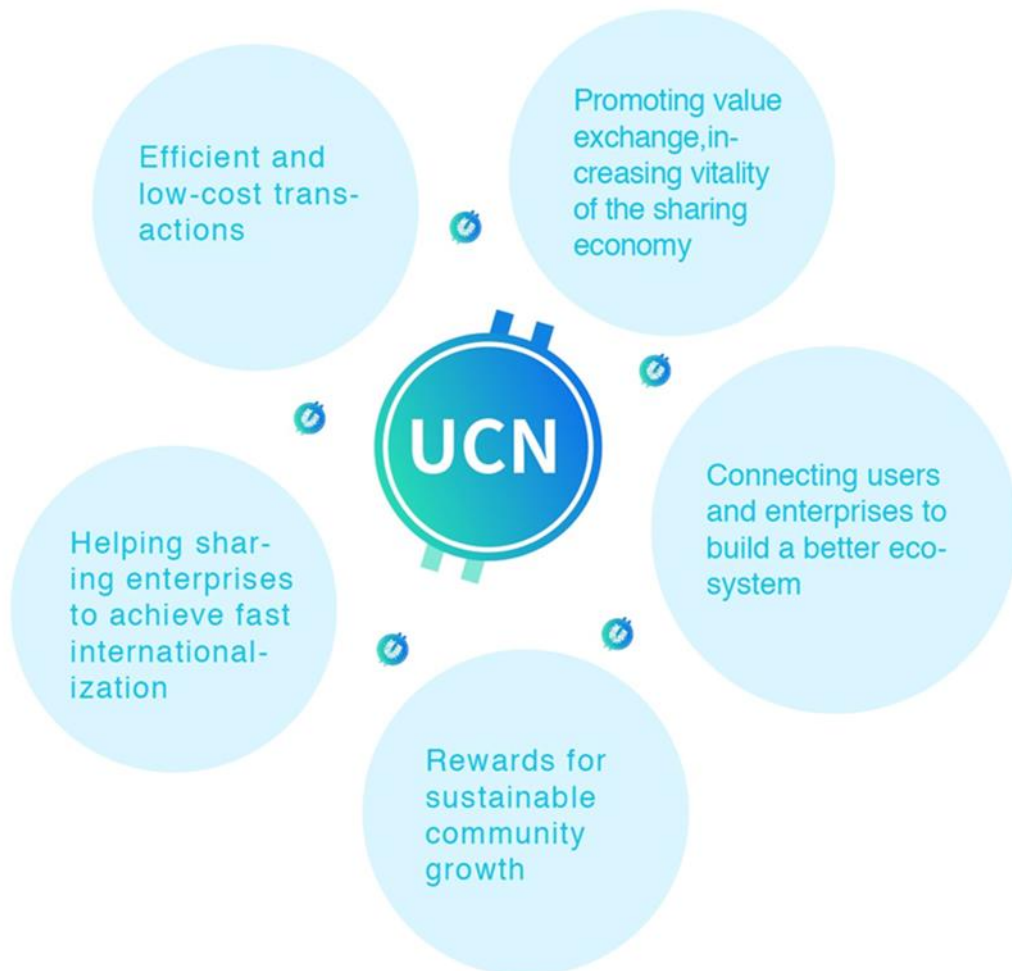 Efficient and
low-cost trans-
actions
Promoting value
exchange,in-
creasing vitality
of the sharing
economy
UCN
Connecting users
and enterprises to
build a better eco-
system
Helping shar-
ing enterprises
to achieve fast
international-
ization
Rewards for
sustainable
community
growth